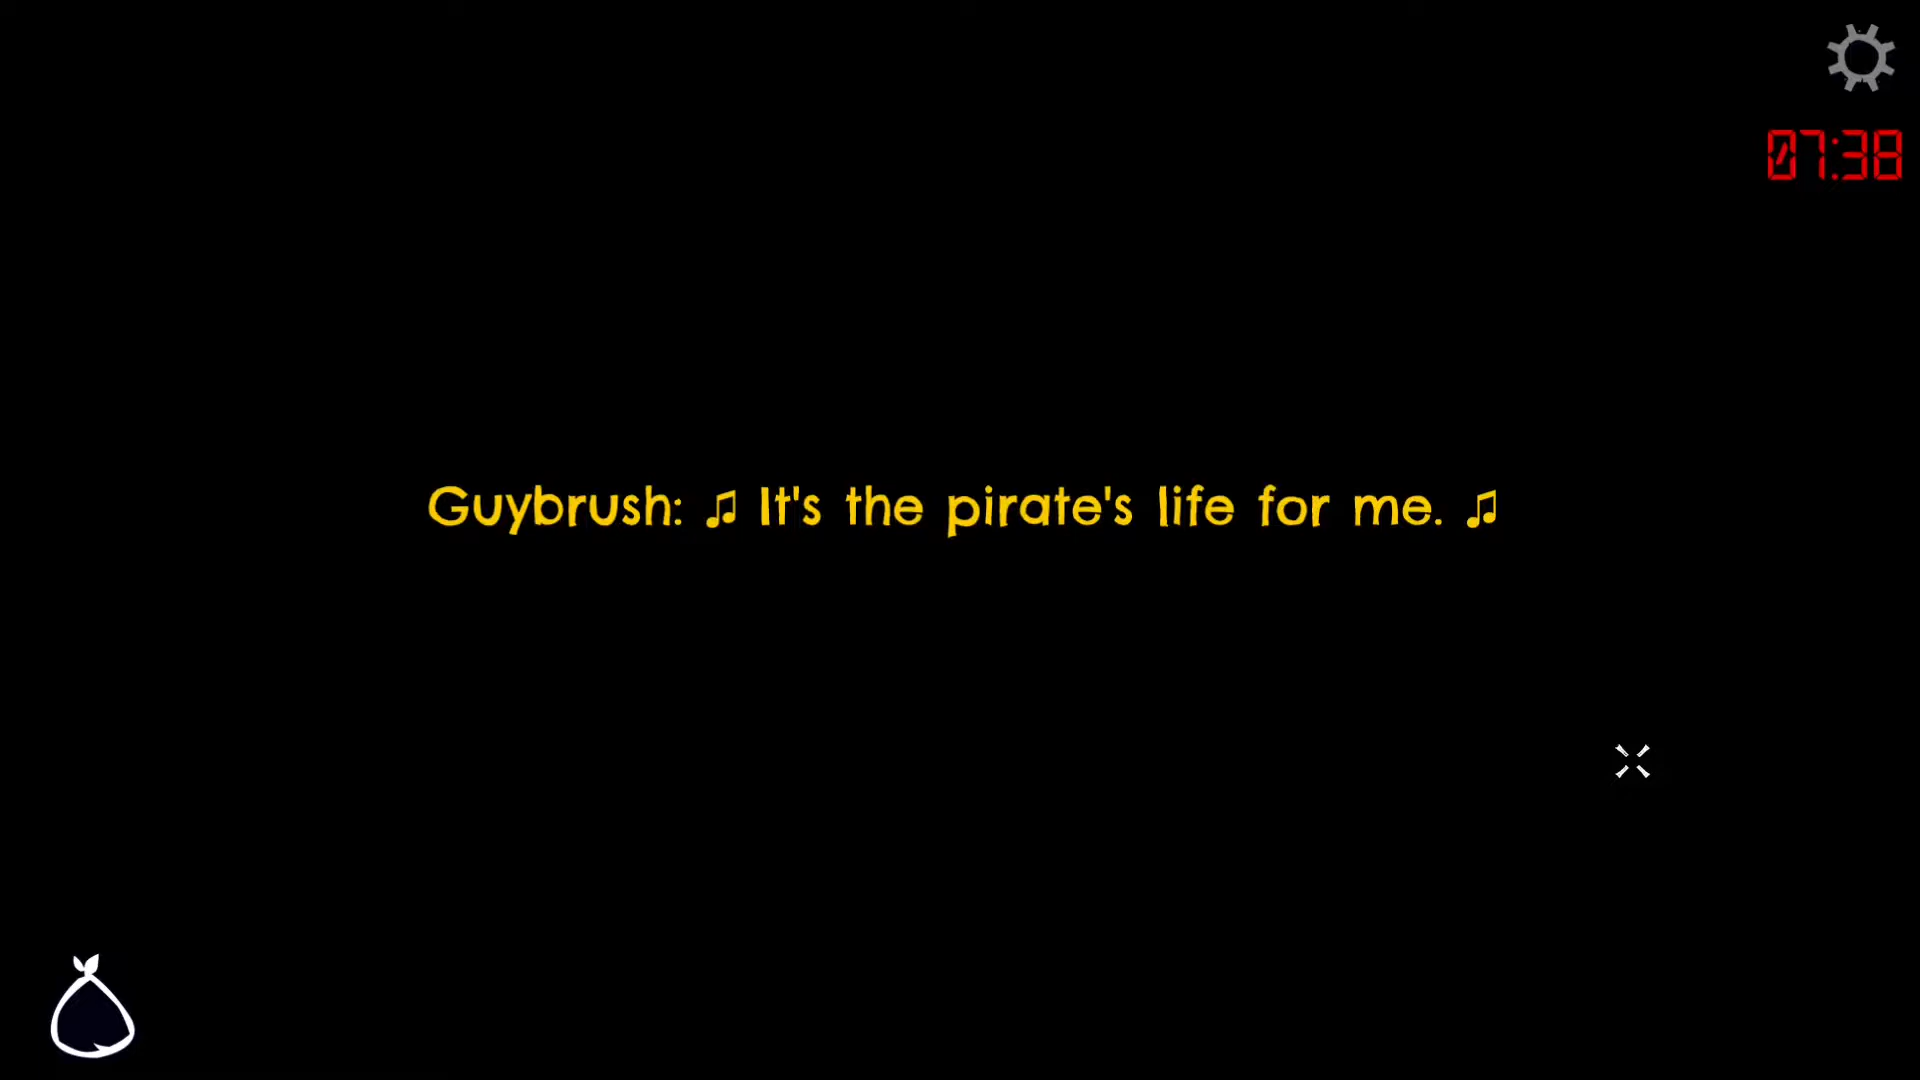 07:38
Guybrush: ♫ It's the pirate's life for me. ♫